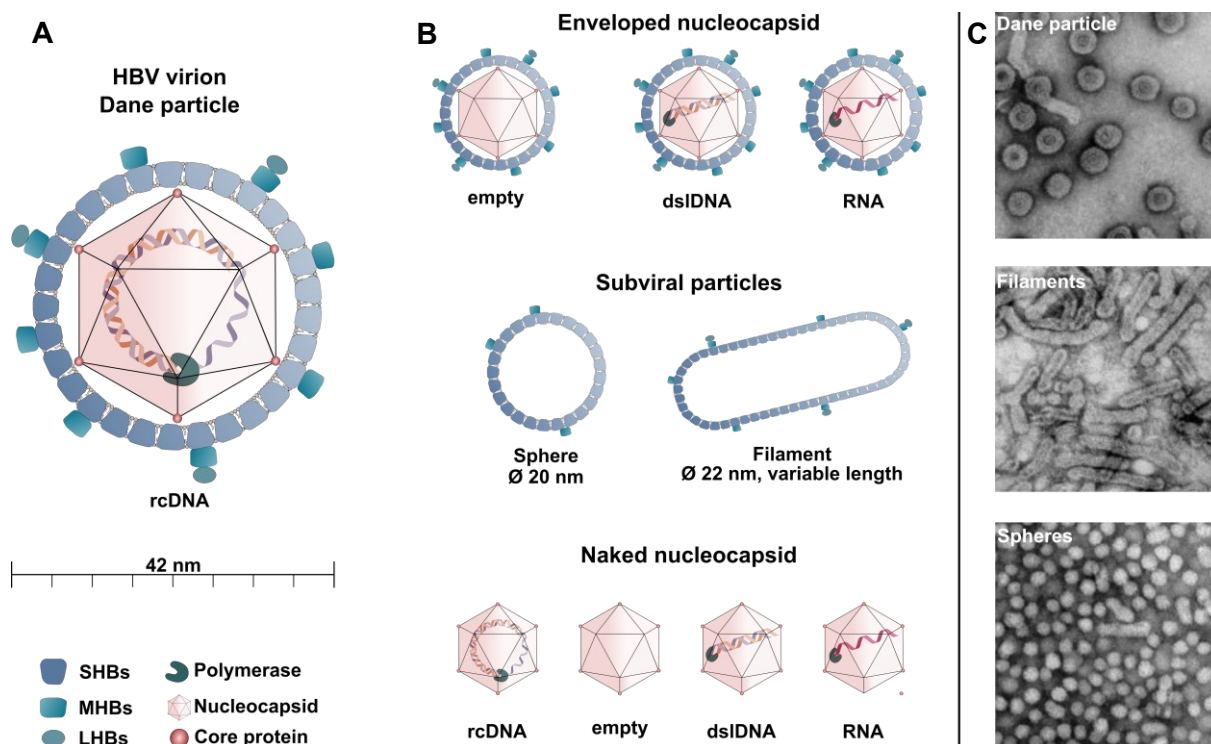 A
HBV virion
Dane particle
rcDNA
42 nm
SHBs
MHBs
LHBs
Polymerase
Nucleocapsid
Core protein
B
Enveloped nucleocapsid
empty
dslDNA
RNA
Subviral particles
Sphere
Ø 20 nm
Filament
Ø 22 nm, variable length
Naked nucleocapsid
rcDNA
empty
dslDNA
RNA
C
Dane particle
Filaments
Spheres